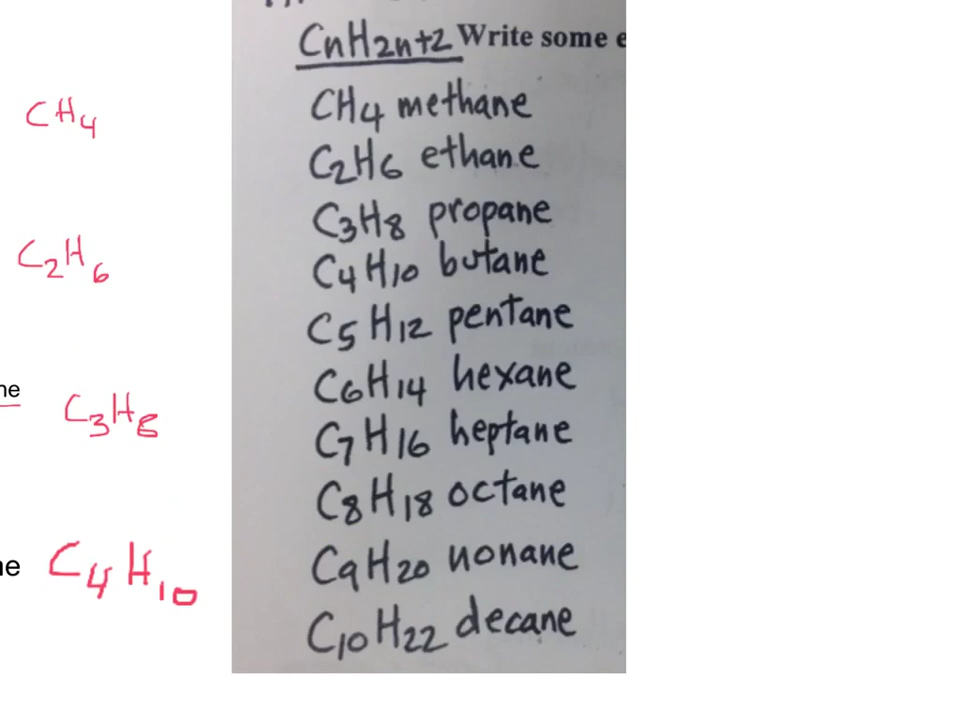 CnH2n+2 Write some e
CH4 methane
C2H6 ethane
C3H8 propane
C4H10 butane
C5H12 pentane
C6H14 hexane
C7H16 heptane
C8H18 octane
C9H20 nonane
C10H22 decane
CH4
C2H6
ne C3H8
ne C4H10